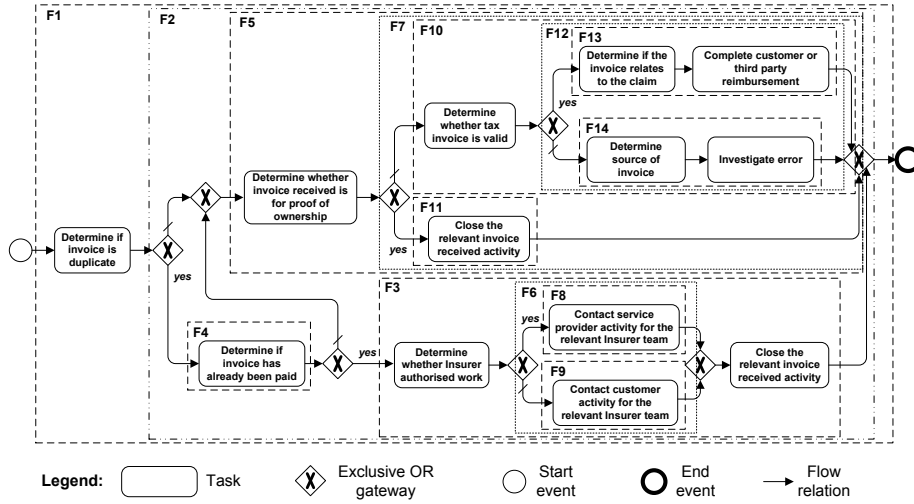 F1
F2
F5
F7
F10
F12
F13
Determine if the
invoice relates
to the claim
Complete customer or
third party
reimbursement
yes
Determine
whether tax
invoice is valid
F14
Determine
source of
invoice
Investigate error
X
X
X
X
Determine whether
invoice received is
for proof of
ownership
yes
F11
Close the
relevant invoice
received activity
Determine if
invoice is
duplicate
X
yes
F3
F6
F8
yes
Contact service
provider activity for the
relevant Insurer team
F4
Determine if
invoice has
already been paid
X
yes
Determine
whether Insurer
authorised work
X
X
Close the
relevant invoice
received activity
F9
Contact customer
activity for the
relevant Insurer team
Legend:
Task
X
Exclusive OR
gateway
Start
event
End
event
Flow
relation